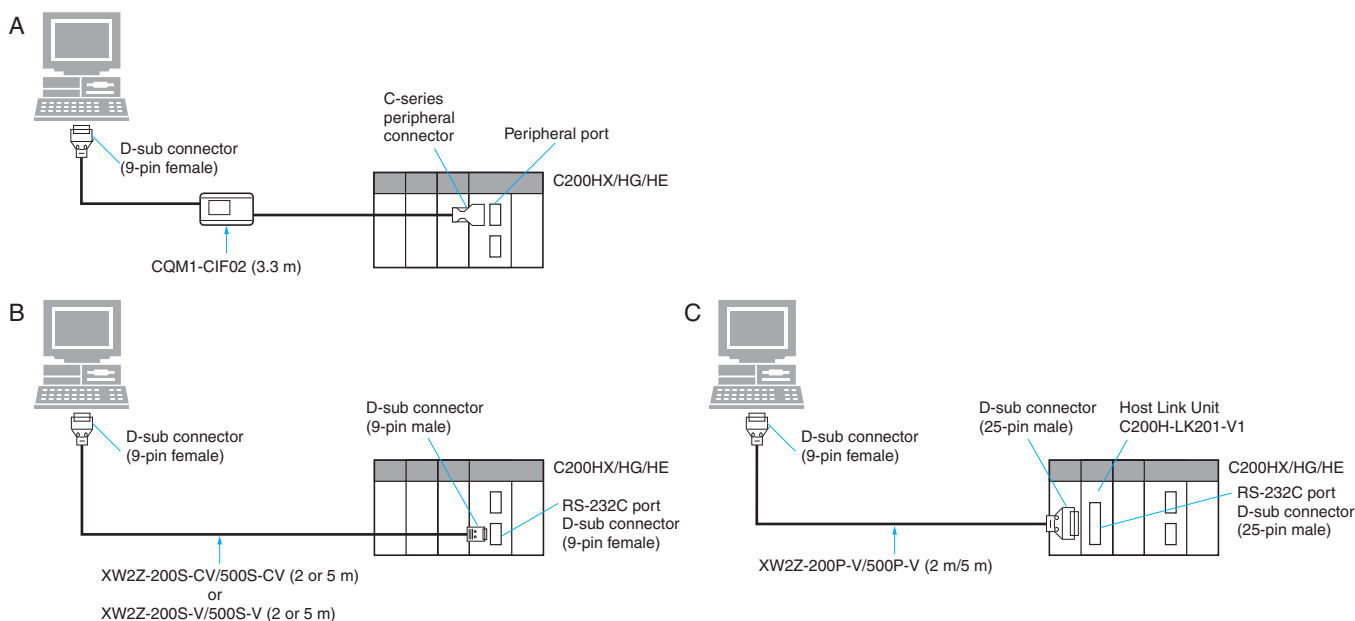 A
D-sub connector
(9-pin female)
CQM1-CIF02 (3.3 m)
C-series
peripheral
connector
Peripheral port
C200HX/HG/HE
B
D-sub connector
(9-pin female)
D-sub connector
(9-pin male)
C200HX/HG/HE
RS-232C port
D-sub connector
(9-pin female)
XW2Z-200S-CV/500S-CV (2 or 5 m)
or
XW2Z-200S-V/500S-V (2 or 5 m)
C
D-sub connector
(9-pin female)
D-sub connector
(25-pin male)
Host Link Unit
C200H-LK201-V1
C200HX/HG/HE
RS-232C port
D-sub connector
(25-pin male)
XW2Z-200P-V/500P-V (2 m/5 m)